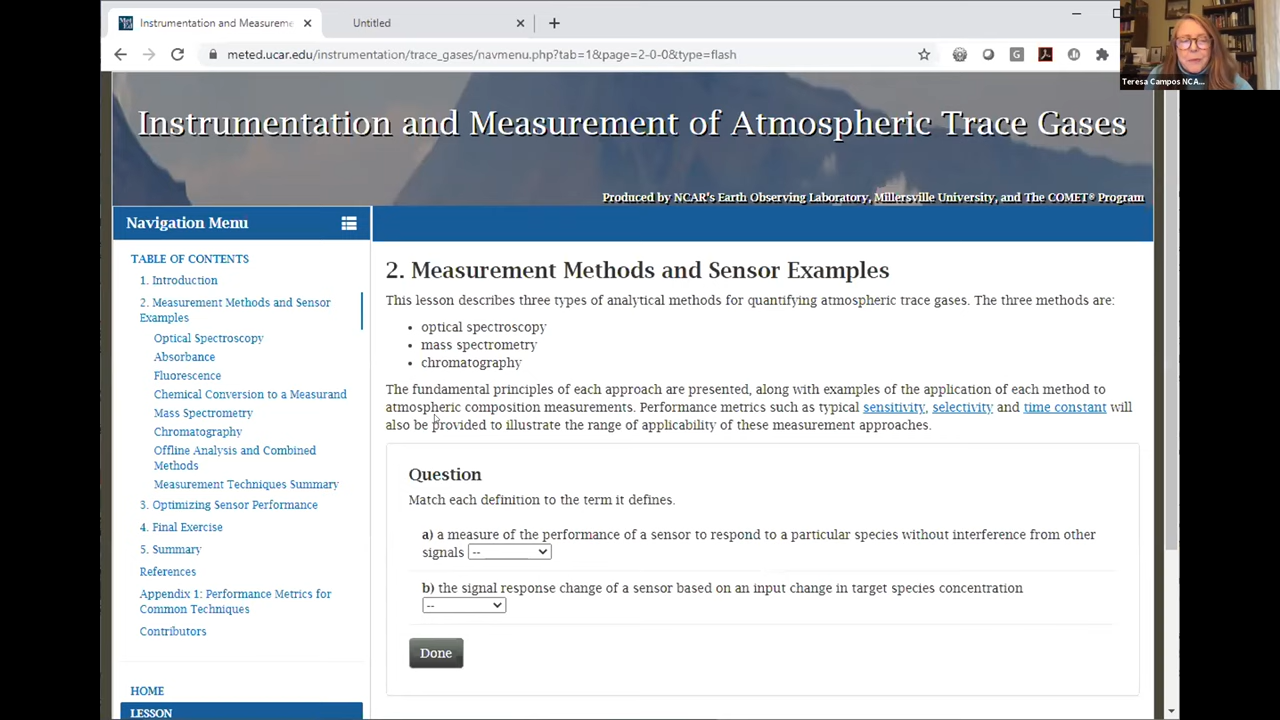 Instrumentation and Measureme
Untitled
meted.ucar.edu/instrumentation/trace_gases/navmenu.php?tab=1&page=2-0-0&type=flash
Teresa Campos NCA...
Instrumentation and Measurement of Atmospheric Trace Gases
Produced by NCAR's Earth Observing Laboratory, Millersville University, and The COMET® Program
Navigation Menu
TABLE OF CONTENTS
1. Introduction
2. Measurement Methods and Sensor
Examples
Optical Spectroscopy
Absorbance
Fluorescence
Chemical Conversion to a Measurand
Mass Spectrometry
Chromatography
Offline Analysis and Combined
Methods
Measurement Techniques Summary
3. Optimizing Sensor Performance
4. Final Exercise
5. Summary
References
Appendix 1: Performance Metrics for
Common Techniques
Contributors
HOME
LESSON
2. Measurement Methods and Sensor Examples
This lesson describes three types of analytical methods for quantifying atmospheric trace gases. The three methods are:
• optical spectroscopy
• mass spectrometry
• chromatography
The fundamental principles of each approach are presented, along with examples of the application of each method to
atmospheric composition measurements. Performance metrics such as typical sensitivity, selectivity and time constant will
also be provided to illustrate the range of applicability of these measurement approaches.
Question
Match each definition to the term it defines.
a) a measure of the performance of a sensor to respond to a particular species without interference from other
signals --
b) the signal response change of a sensor based on an input change in target species concentration
--
Done